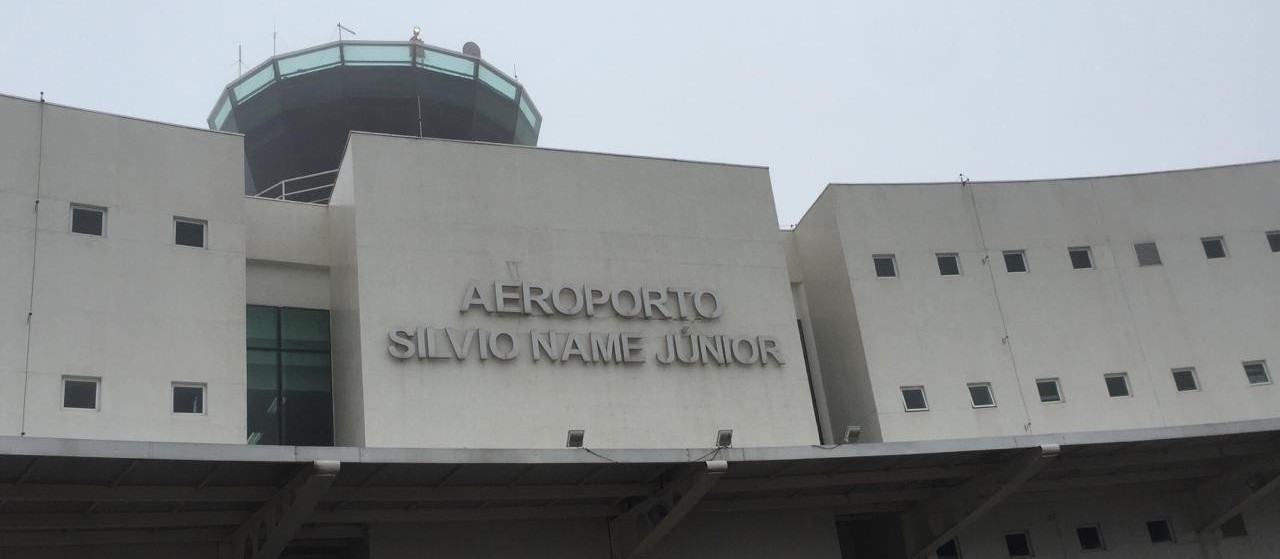 AEROPORTO
SILVIO NAME JÚNIOR